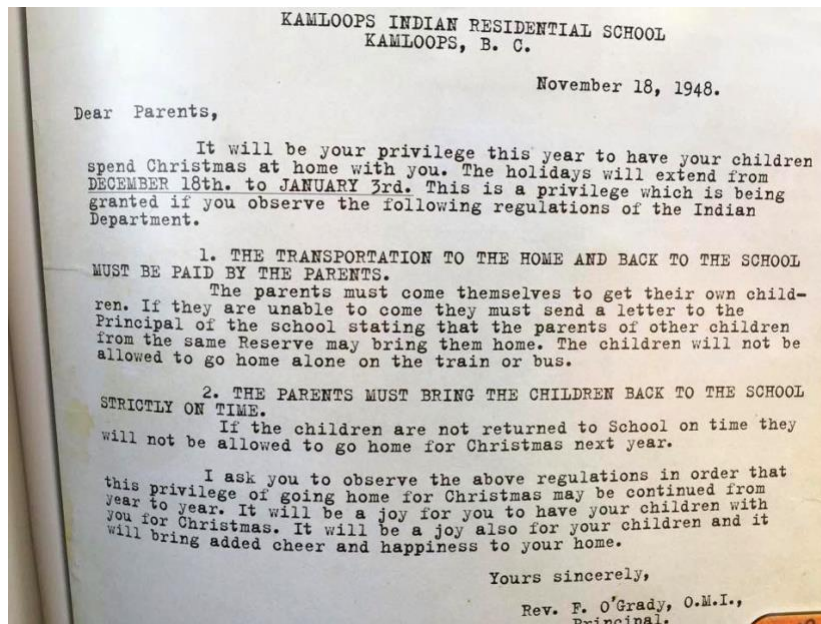 KAMLOOPS INDIAN RESIDENTIAL SCHOOL
KAMLOOPS, B. C.
November 18, 1948.
Dear Parents,
It will be your privilege this year to have your children
spend Christmas at home with you. The holidays will extend from
DECEMBER 18th. to JANUARY 3rd. This is a privilege which is being
granted if you observe the following regulations of the Indian
Department.
1. THE TRANSPORTATION TO THE HOME AND BACK TO THE SCHOOL
MUST BE PAID BY THE PARENTS.
The parents must come themselves to get their own child-
ren. If they are unable to come they must send a letter to the
Principal of the school stating that the parents of other children
from the same Reserve may bring them home. The children will not be
allowed to go home alone on the train or bus.
2. THE PARENTS MUST BRING THE CHILDREN BACK TO THE SCHOOL
STRICTLY ON TIME.
If the children are not returned to School on time they
will not be allowed to go home for Christmas next year.
I ask you to observe the above regulations in order that
this privilege of going home for Christmas may be continued from
year to year. It will be a joy for you to have your children with
you for Christmas. It will be a joy also for your children and it
will bring added cheer and happiness to your home.
Yours sincerely,
Rev. F. O'Grady, O.M.I.,
Principal.